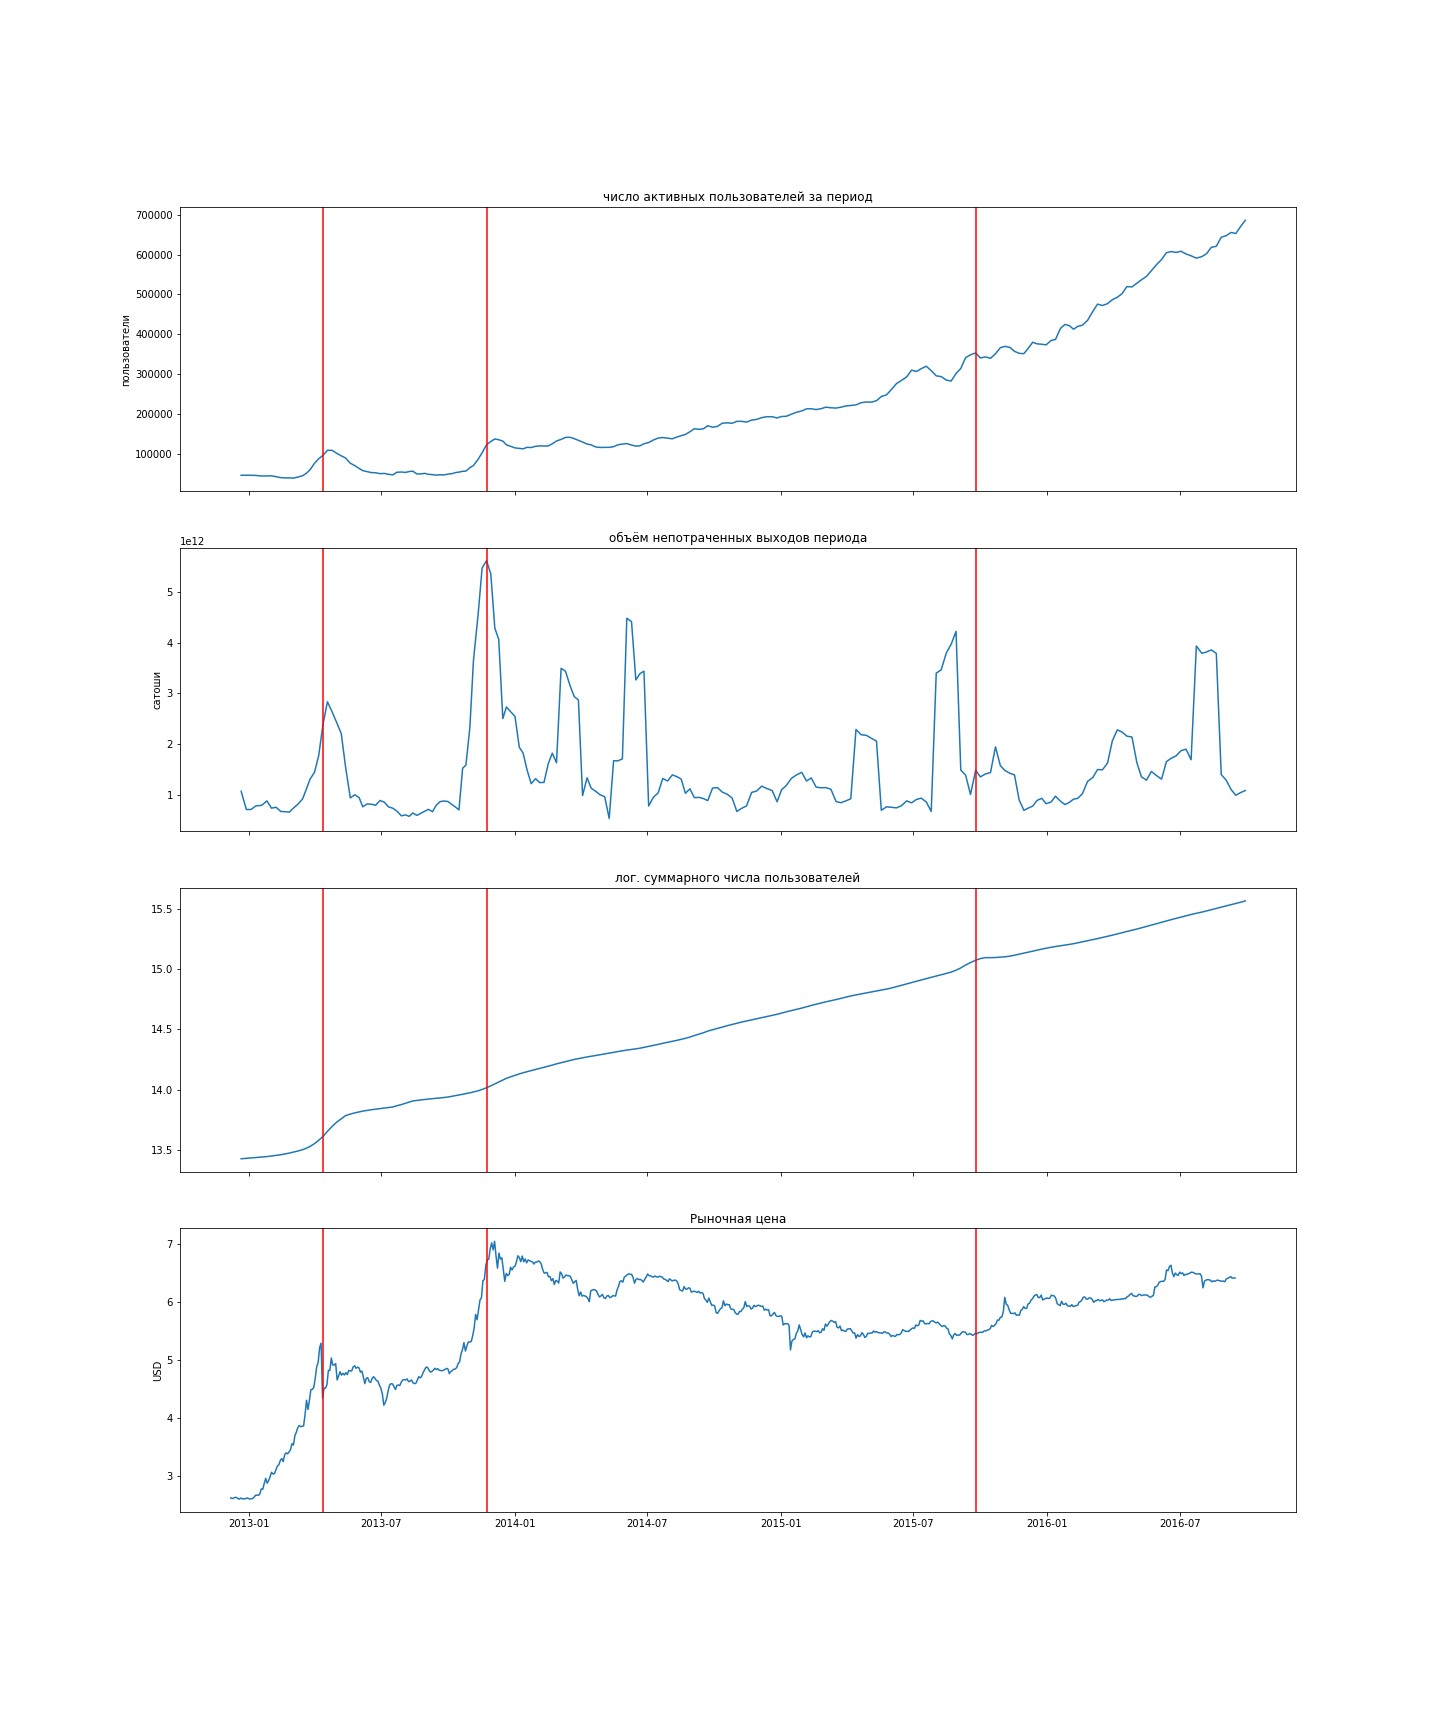 число активных пользователей за период
700000
600000
500000
400000
300000
200000
100000
пользователи
объём непотраченных выходов периода
1e12
5
4
3
2
1
сатоши
лог. суммарного числа пользователей
15.5
15.0
14.5
14.0
13.5
Рыночная цена
7
6
5
4
3
USD
2013-01 2013-07 2014-01 2014-07 2015-01 2015-07 2016-01 2016-07